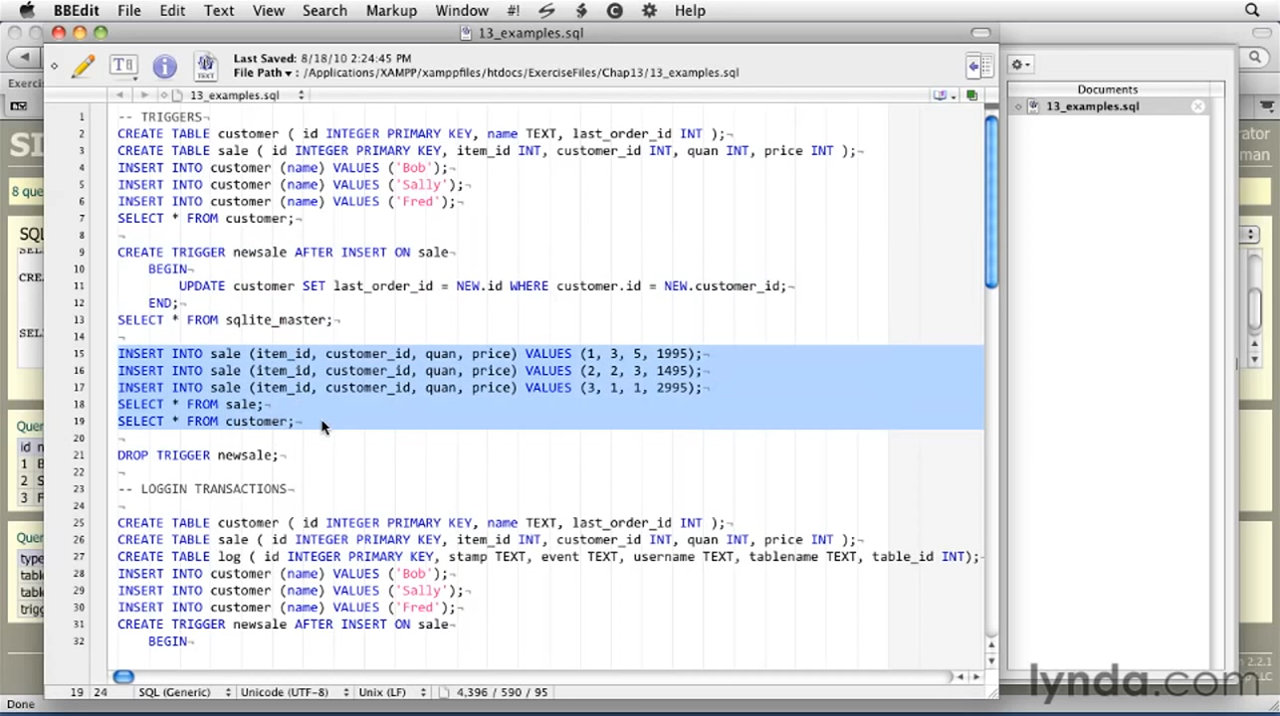 BBEdit File Edit Text View Search Markup Window #! Help
13_examples.sql
Last Saved: 8/18/10 2:24:45 PM
File Path ▾ : /Applications/XAMPP/xamppfiles/htdocs/ExerciseFiles/Chap13/13_examples.sql
13_examples.sql
Documents
13_examples.sql
1 -- TRIGGERS¬
2 CREATE TABLE customer ( id INTEGER PRIMARY KEY, name TEXT, last_order_id INT );¬
3 CREATE TABLE sale ( id INTEGER PRIMARY KEY, item_id INT, customer_id INT, quan INT, price INT );¬
4 INSERT INTO customer (name) VALUES ('Bob');¬
5 INSERT INTO customer (name) VALUES ('Sally');¬
6 INSERT INTO customer (name) VALUES ('Fred');¬
7 SELECT * FROM customer;¬
8 ¬
9 CREATE TRIGGER newsale AFTER INSERT ON sale¬
10 BEGIN¬
11 UPDATE customer SET last_order_id = NEW.id WHERE customer.id = NEW.customer_id;¬
12 END;¬
13 SELECT * FROM sqlite_master;¬
14 ¬
15 INSERT INTO sale (item_id, customer_id, quan, price) VALUES (1, 3, 5, 1995);¬
16 INSERT INTO sale (item_id, customer_id, quan, price) VALUES (2, 2, 3, 1495);¬
17 INSERT INTO sale (item_id, customer_id, quan, price) VALUES (3, 1, 1, 2995);¬
18 SELECT * FROM sale;¬
19 SELECT * FROM customer;¬
20 ¬
21 DROP TRIGGER newsale;¬
22 ¬
23 -- LOGGIN TRANSACTIONS¬
24 ¬
25 CREATE TABLE customer ( id INTEGER PRIMARY KEY, name TEXT, last_order_id INT );¬
26 CREATE TABLE sale ( id INTEGER PRIMARY KEY, item_id INT, customer_id INT, quan INT, price INT );¬
27 CREATE TABLE log ( id INTEGER PRIMARY KEY, stamp TEXT, event TEXT, username TEXT, tablename TEXT, table_id INT);¬
28 INSERT INTO customer (name) VALUES ('Bob');¬
29 INSERT INTO customer (name) VALUES ('Sally');¬
30 INSERT INTO customer (name) VALUES ('Fred');¬
31 CREATE TRIGGER newsale AFTER INSERT ON sale¬
32 BEGIN¬
19 24 SQL (Generic) Unicode (UTF-8) Unix (LF) 4,396 / 590 / 95
Done
lynda.com
8 que
SQL
id n
1 B
2 S
3 F
type
table
table
2.2.1